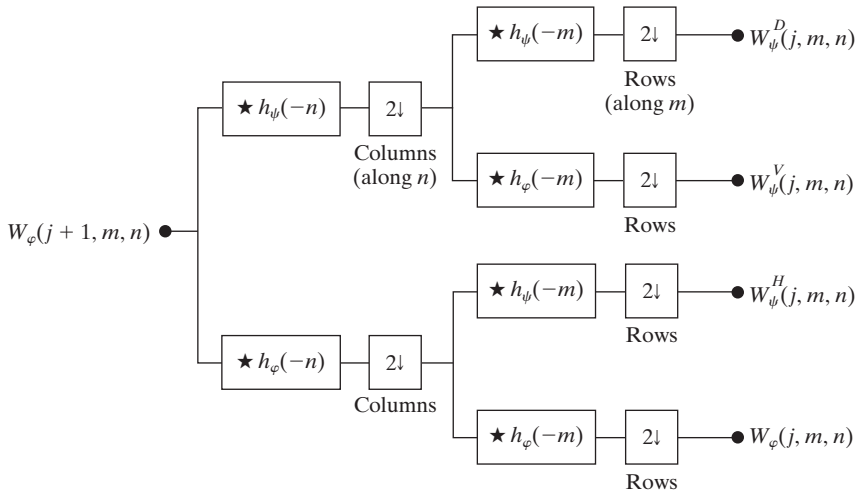 ★ h_ψ(−m)
2↓
W_ψ^D(j, m, n)
Rows
(along m)
★ h_ψ(−n)
2↓
Columns
(along n)
★ h_φ(−m)
2↓
W_ψ^V(j, m, n)
Rows
W_φ(j + 1, m, n)
★ h_ψ(−m)
2↓
W_ψ^H(j, m, n)
Rows
★ h_φ(−n)
2↓
Columns
★ h_φ(−m)
2↓
W_φ(j, m, n)
Rows